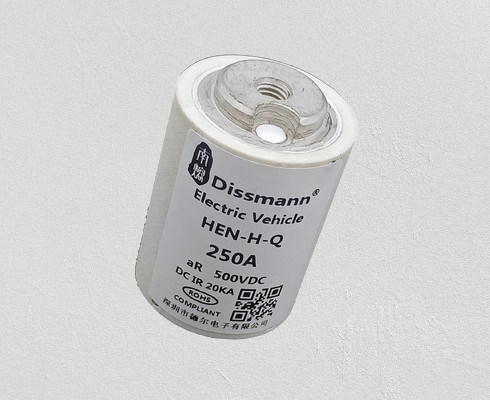 Dissmann®
Electric Vehicle
HEN-H-Q
250A
aR 500VDC
DC IR 20KA
ROHS
COMPLIANT
深圳市德尔电子有限公司